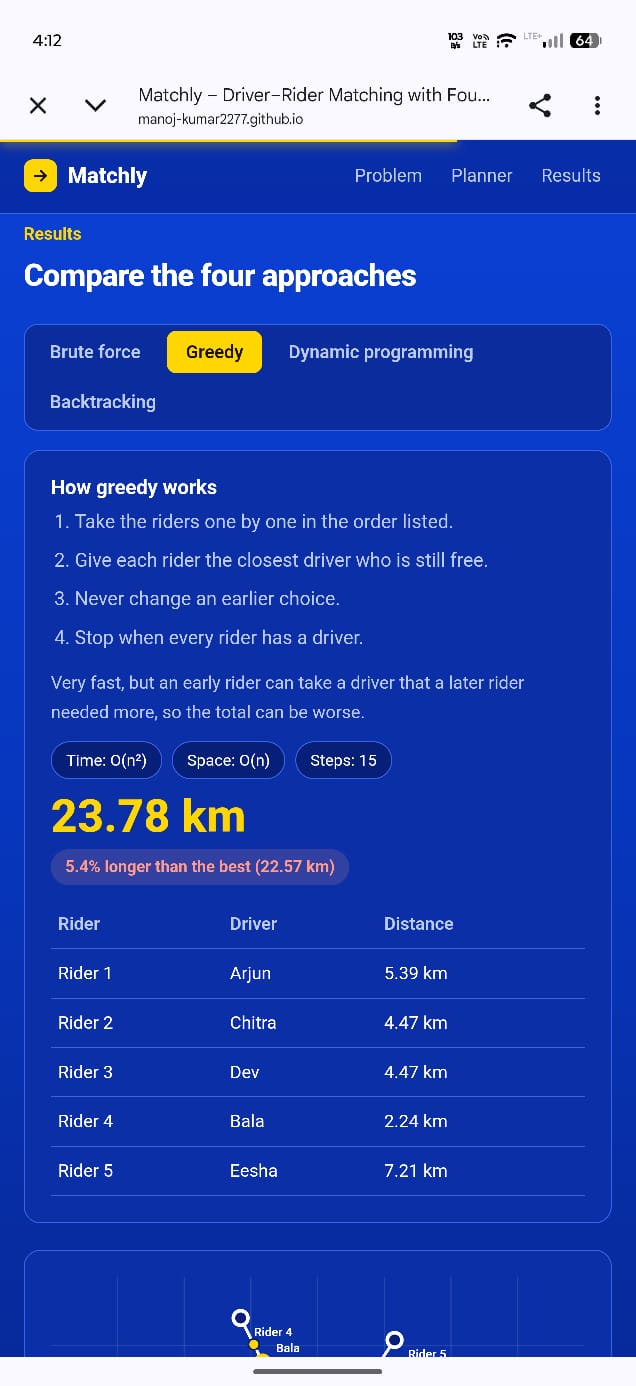 4:12
103 B/s VoD LTE LTE+ 64
Matchly – Driver–Rider Matching with Fou...
manoj-kumar2277.github.io
Matchly
Problem Planner Results
Results
Compare the four approaches
Brute force Greedy Dynamic programming
Backtracking
How greedy works
1. Take the riders one by one in the order listed.
2. Give each rider the closest driver who is still free.
3. Never change an earlier choice.
4. Stop when every rider has a driver.
Very fast, but an early rider can take a driver that a later rider
needed more, so the total can be worse.
Time: O(n²) Space: O(n) Steps: 15
23.78 km
5.4% longer than the best (22.57 km)
Rider Driver Distance
Rider 1 Arjun 5.39 km
Rider 2 Chitra 4.47 km
Rider 3 Dev 4.47 km
Rider 4 Bala 2.24 km
Rider 5 Eesha 7.21 km
Rider 4
Bala
Rider 5